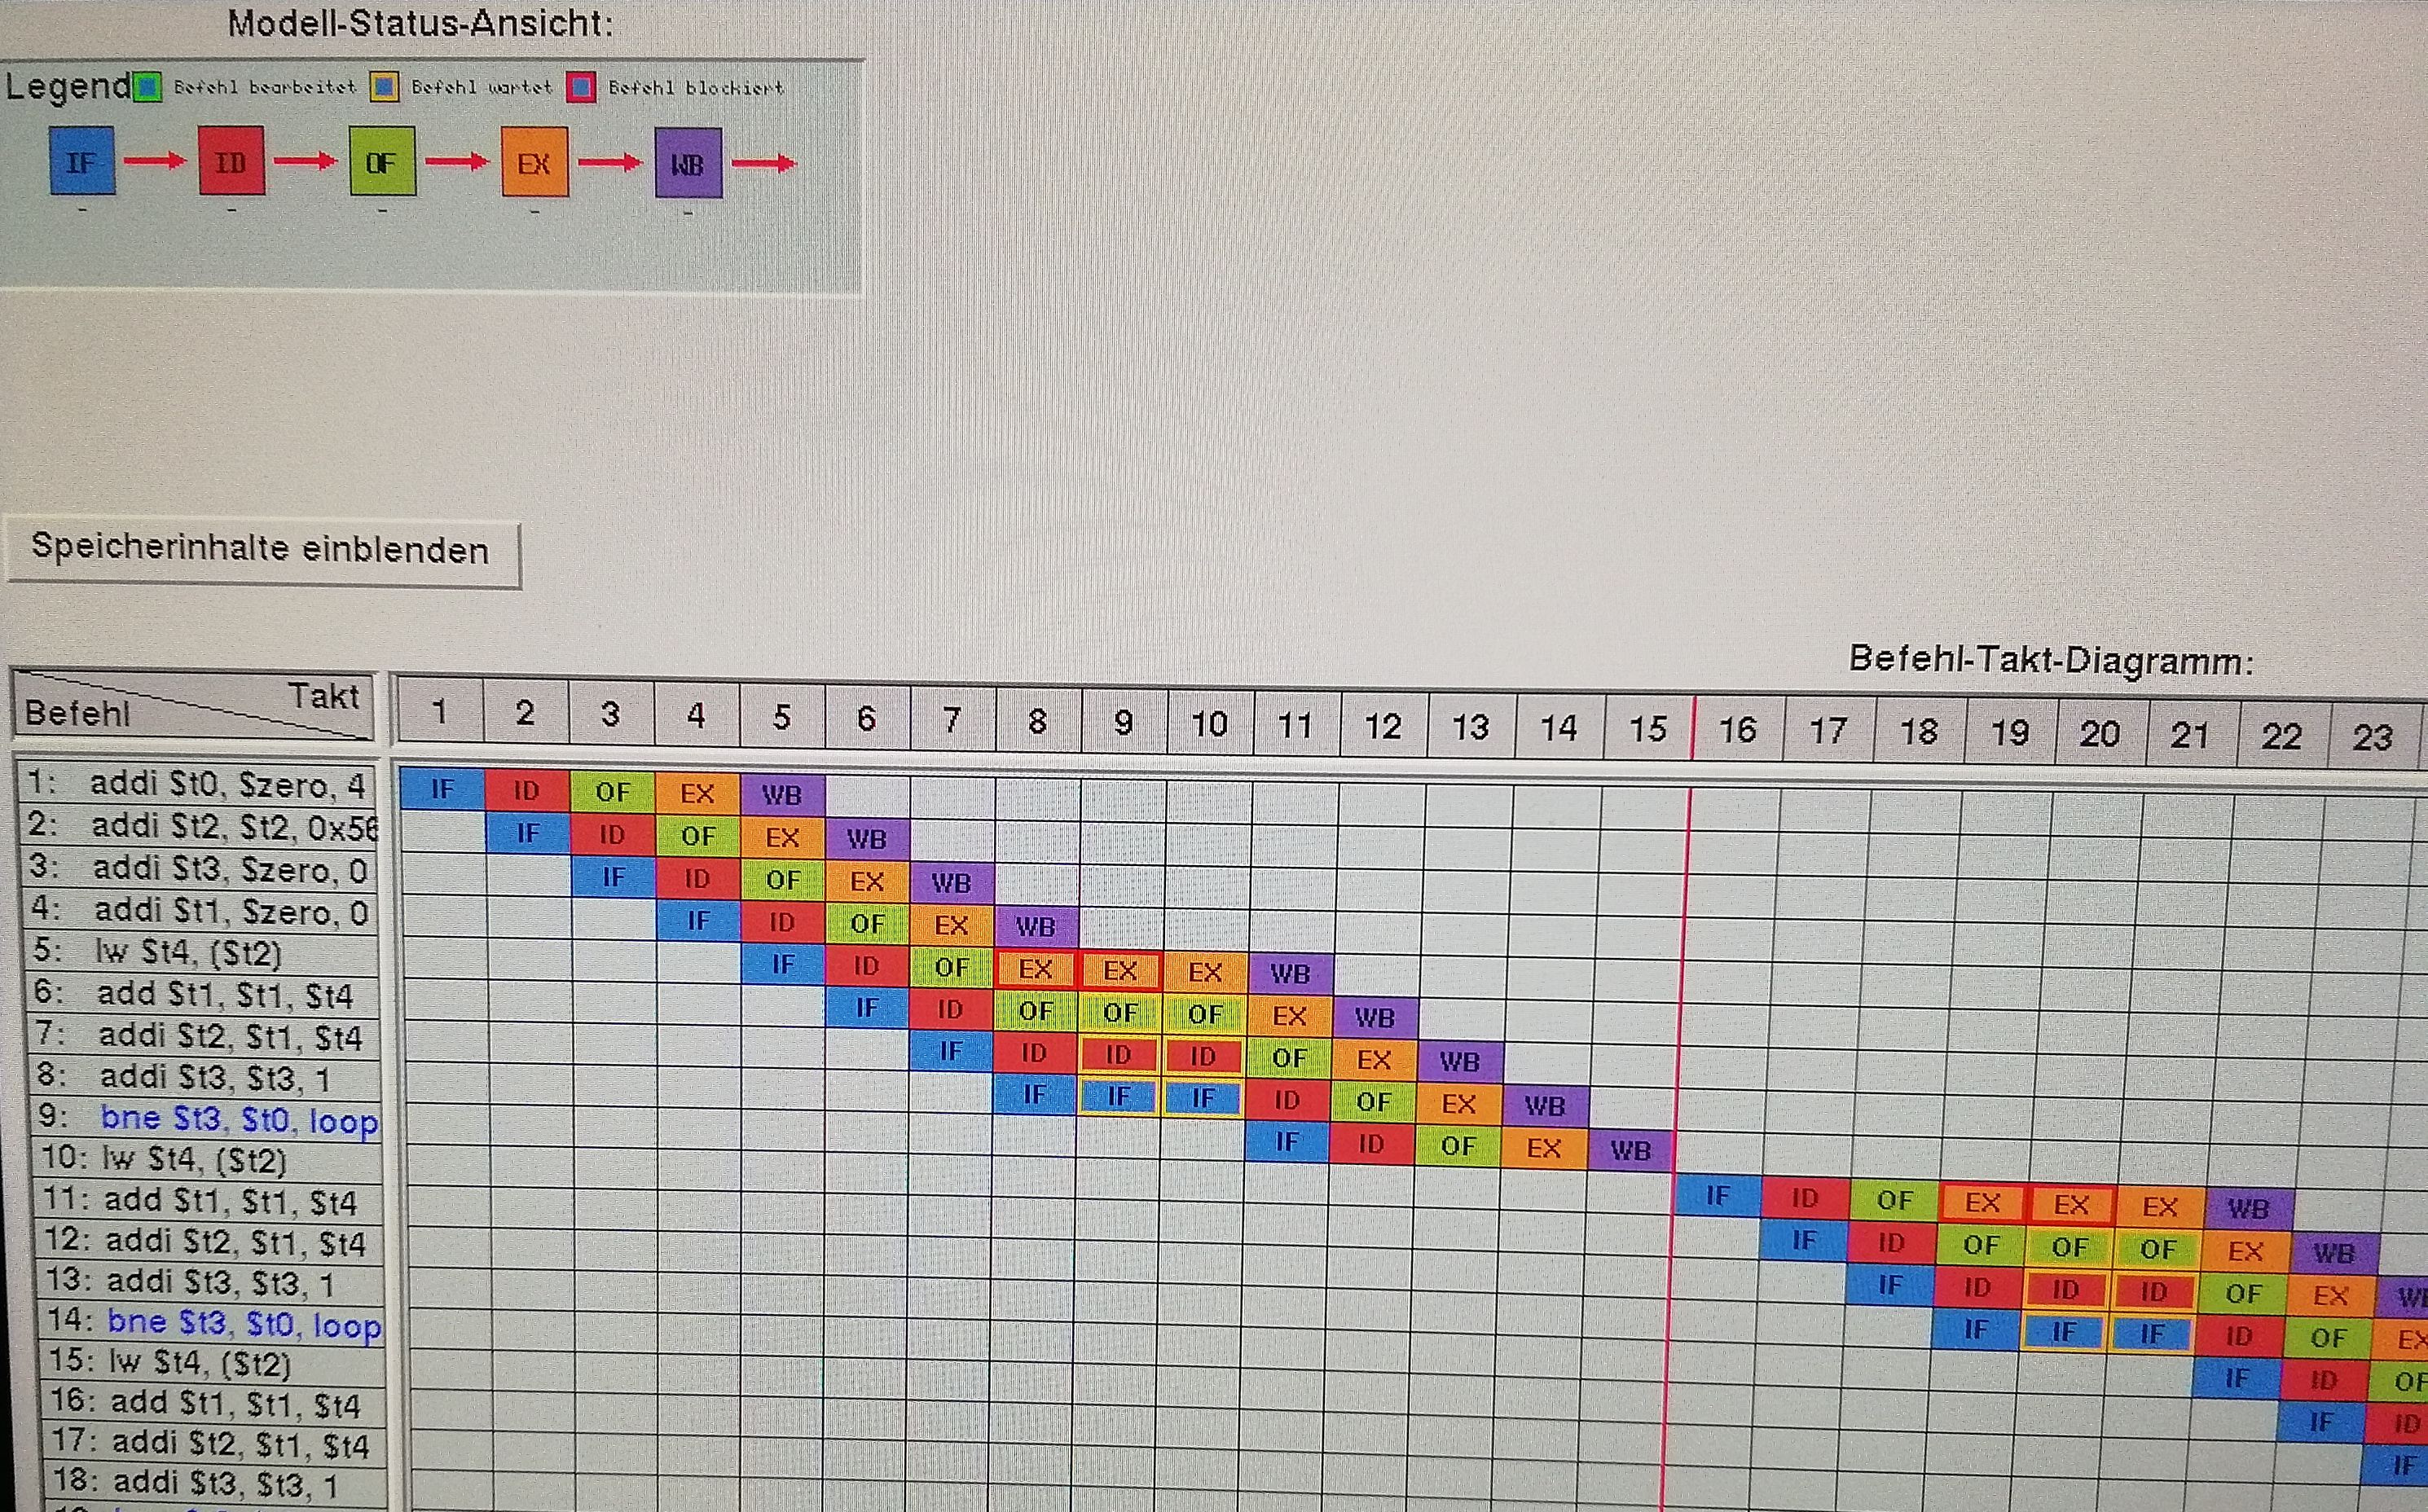 Modell-Status-Ansicht:
Legend Befehl bearbeitet Befehl wartet Befehl blockiert
IF ID OF EX WB
- - - - -
Speicherinhalte einblenden
Befehl-Takt-Diagramm:
Takt
Befehl
1 2 3 4 5 6 7 8 9 10 11 12 13 14 15 16 17 18 19 20 21 22 23
1: addi $t0, $zero, 4 IF ID OF EX WB
2: addi $t2, $t2, 0x56 IF ID OF EX WB
3: addi $t3, $zero, 0 IF ID OF EX WB
4: addi $t1, $zero, 0 IF ID OF EX WB
5: lw $t4, ($t2) IF ID OF EX EX EX WB
6: add $t1, $t1, $t4 IF ID OF OF OF EX WB
7: addi $t2, $t1, $t4 IF ID ID ID OF EX WB
8: addi $t3, $t3, 1 IF IF IF ID OF EX WB
9: bne $t3, $t0, loop IF ID OF EX WB
10: lw $t4, ($t2) IF ID OF EX EX EX WB
11: add $t1, $t1, $t4 IF ID OF OF OF EX WB
12: addi $t2, $t1, $t4 IF ID ID ID OF EX
13: addi $t3, $t3, 1 IF IF IF ID OF EX
14: bne $t3, $t0, loop IF ID OF
15: lw $t4, ($t2) IF ID
16: add $t1, $t1, $t4 IF
17: addi $t2, $t1, $t4
18: addi $t3, $t3, 1